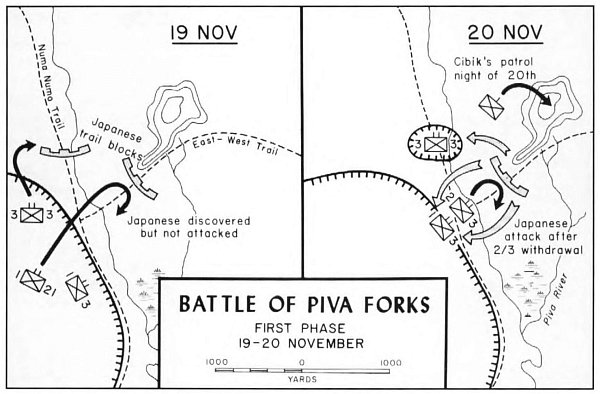 19 NOV
Numa Numa Trail
Japanese
trail blocks
East-West Trail
3 3
Japanese discovered
but not attacked
1 21
1 3
20 NOV
Cibik's patrol
night of 20th
3 3
2 3
3
Japanese
attack after
2/3 withdrawal
Piva River
BATTLE OF PIVA FORKS
FIRST PHASE
19-20 NOVEMBER
1000 0 1000
YARDS